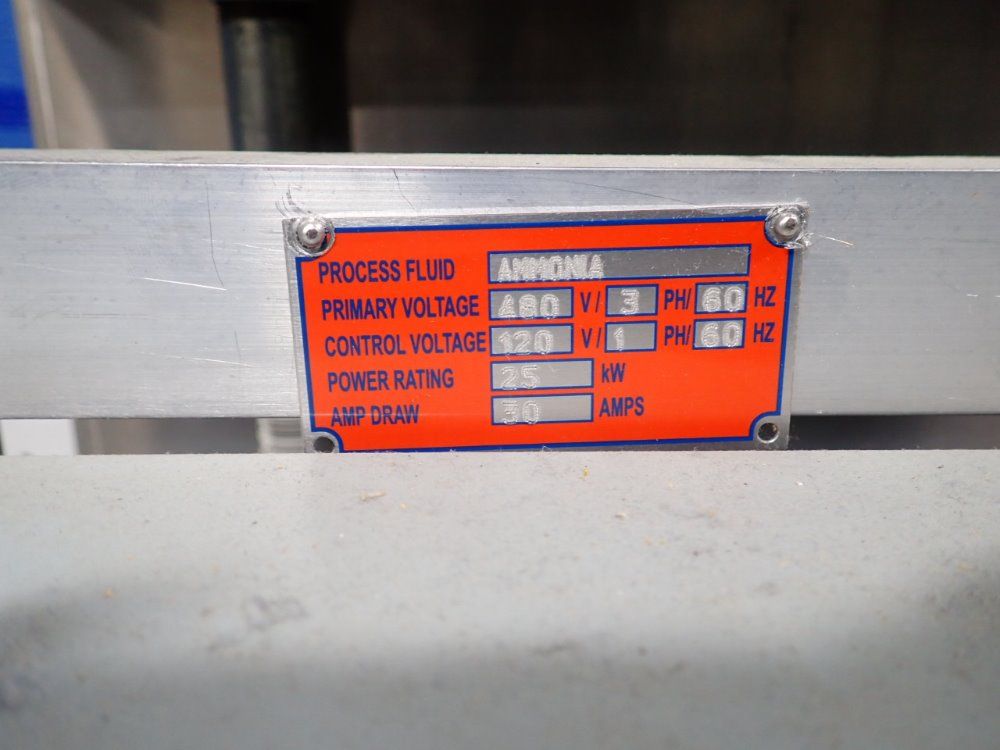 PROCESS FLUID AMMONIA
PRIMARY VOLTAGE 480 V/ 3 PH/ 60 HZ
CONTROL VOLTAGE 120 V/ 1 PH/ 60 HZ
POWER RATING 25 kW
AMP DRAW 30 AMPS